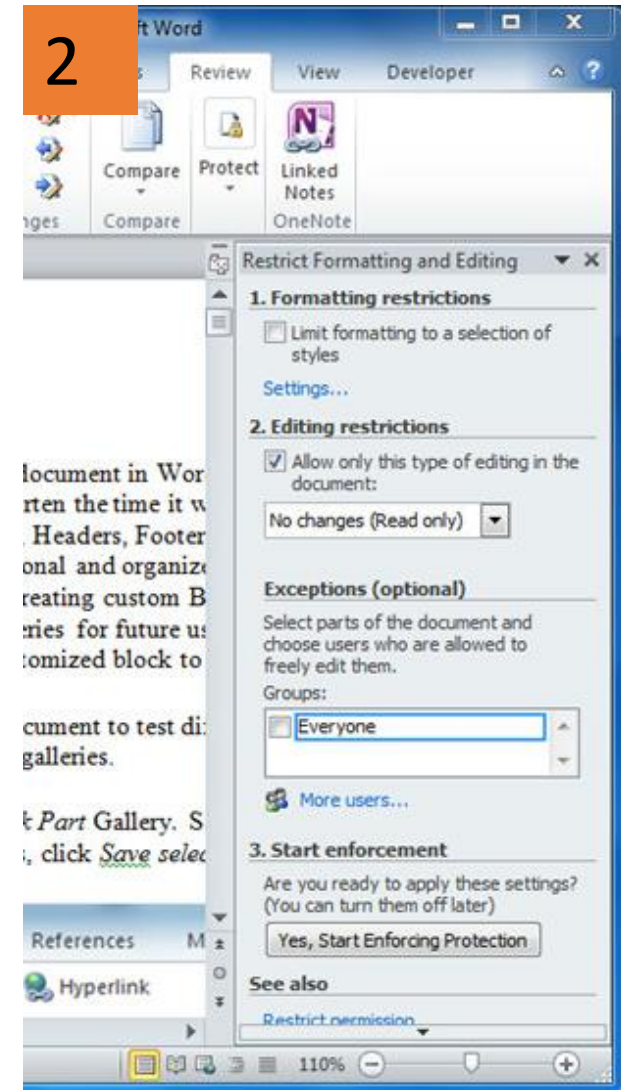 2
ft Word
Review View Developer
Compare Protect Linked
Notes
nges Compare OneNote
Restrict Formatting and Editing
1. Formatting restrictions
Limit formatting to a selection of
styles
Settings...
2. Editing restrictions
Allow only this type of editing in the
document:
No changes (Read only)
Exceptions (optional)
Select parts of the document and
choose users who are allowed to
freely edit them.
Groups:
Everyone
More users...
3. Start enforcement
Are you ready to apply these settings?
(You can turn them off later)
Yes, Start Enforcing Protection
See also
Restrict permission
locument in Wor
rten the time it w
Headers, Footer
onal and organize
reating custom B
ries for future us
tomized block to
cument to test di
galleries.
k Part Gallery. S
, click Save selec
References M
Hyperlink
110%